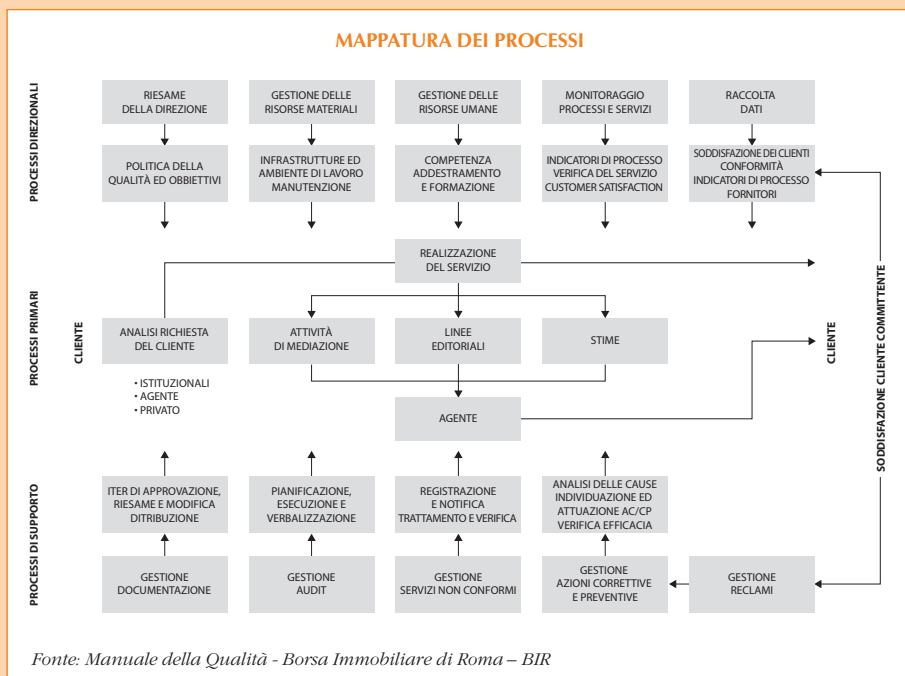 MAPPATURA DEI PROCESSI
PROCESSI DIREZIONALI
RIESAME
DELLA DIREZIONE
GESTIONE DELLE
RISORSE MATERIALI
GESTIONE DELLE
RISORSE UMANE
MONITORAGGIO
PROCESSI E SERVIZI
RACCOLTA
DATI
POLITICA DELLA
QUALITÀ ED OBBIETTIVI
INFRASTRUTTURE ED
AMBIENTE DI LAVORO
MANUTENZIONE
COMPETENZA
ADDESTRAMENTO
E FORMAZIONE
INDICATORI DI PROCESSO
VERIFICA DEL SERVIZIO
CUSTOMER SATISFACTION
SODDISFAZIONE DEI CLIENTI
CONFORMITÀ
INDICATORI DI PROCESSO
FORNITORI
PROCESSI PRIMARI
CLIENTE
REALIZZAZIONE
DEL SERVIZIO
ANALISI RICHIESTA
DEL CLIENTE
ATTIVITÀ
DI MEDIAZIONE
LINEE
EDITORIALI
STIME
CLIENTE
SODDISFAZIONE CLIENTE COMMITTENTE
• ISTITUZIONALI
• AGENTE
• PRIVATO
AGENTE
PROCESSI DI SUPPORTO
ITER DI APPROVAZIONE,
RIESAME E MODIFICA
DITRIBUZIONE
PIANIFICAZIONE,
ESECUZIONE E
VERBALIZZAZIONE
REGISTRAZIONE
E NOTIFICA
TRATTAMENTO E VERIFICA
ANALISI DELLE CAUSE
INDIVIDUAZIONE ED
ATTUAZIONE AC/CP
VERIFICA EFFICACIA
GESTIONE
DOCUMENTAZIONE
GESTIONE
AUDIT
GESTIONE
SERVIZI NON CONFORMI
GESTIONE
AZIONI CORRETTIVE
E PREVENTIVE
GESTIONE
RECLAMI
Fonte: Manuale della Qualità - Borsa Immobiliare di Roma – BIR